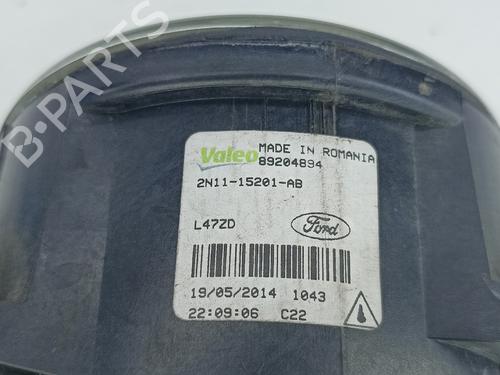 B-PARTS
Valeo MADE IN ROMANIA
89204894
2N11-15201-AB
L47ZD
Ford
19/05/2014 1043
22:09:06 C22